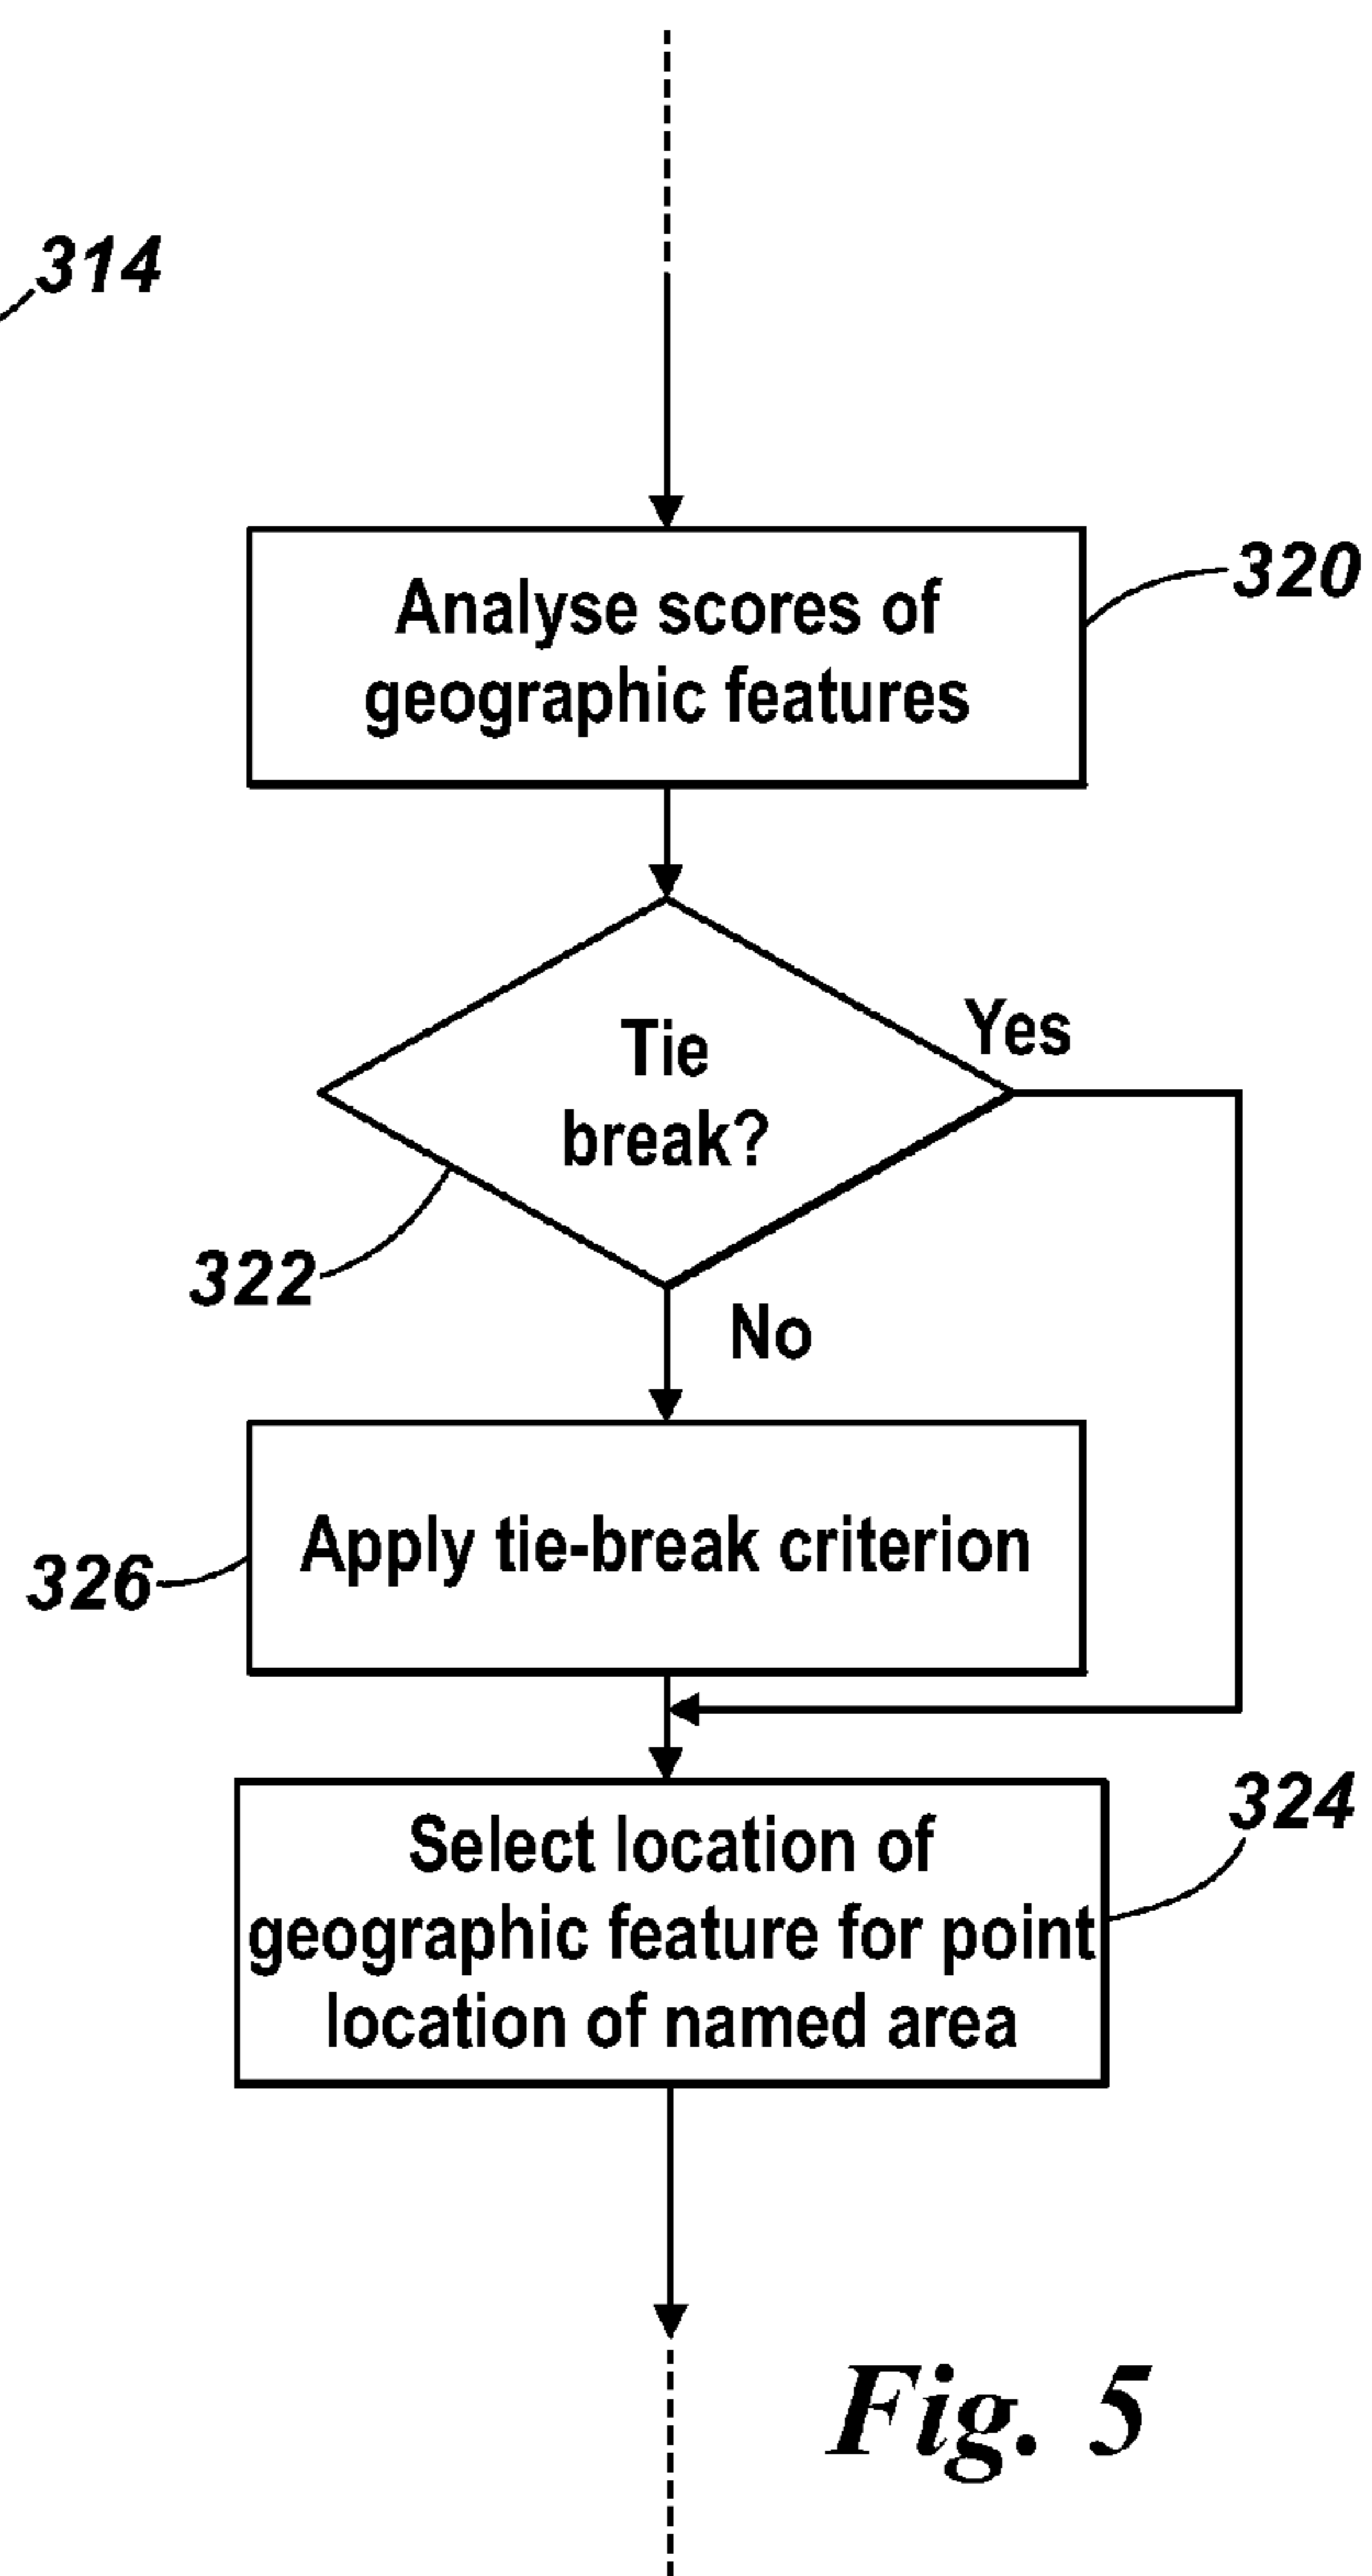 314
Analyse scores of
geographic features
320
Tie
break?
Yes
322
No
Apply tie-break criterion
326
Select location of
geographic feature for point
location of named area
324
Fig. 5